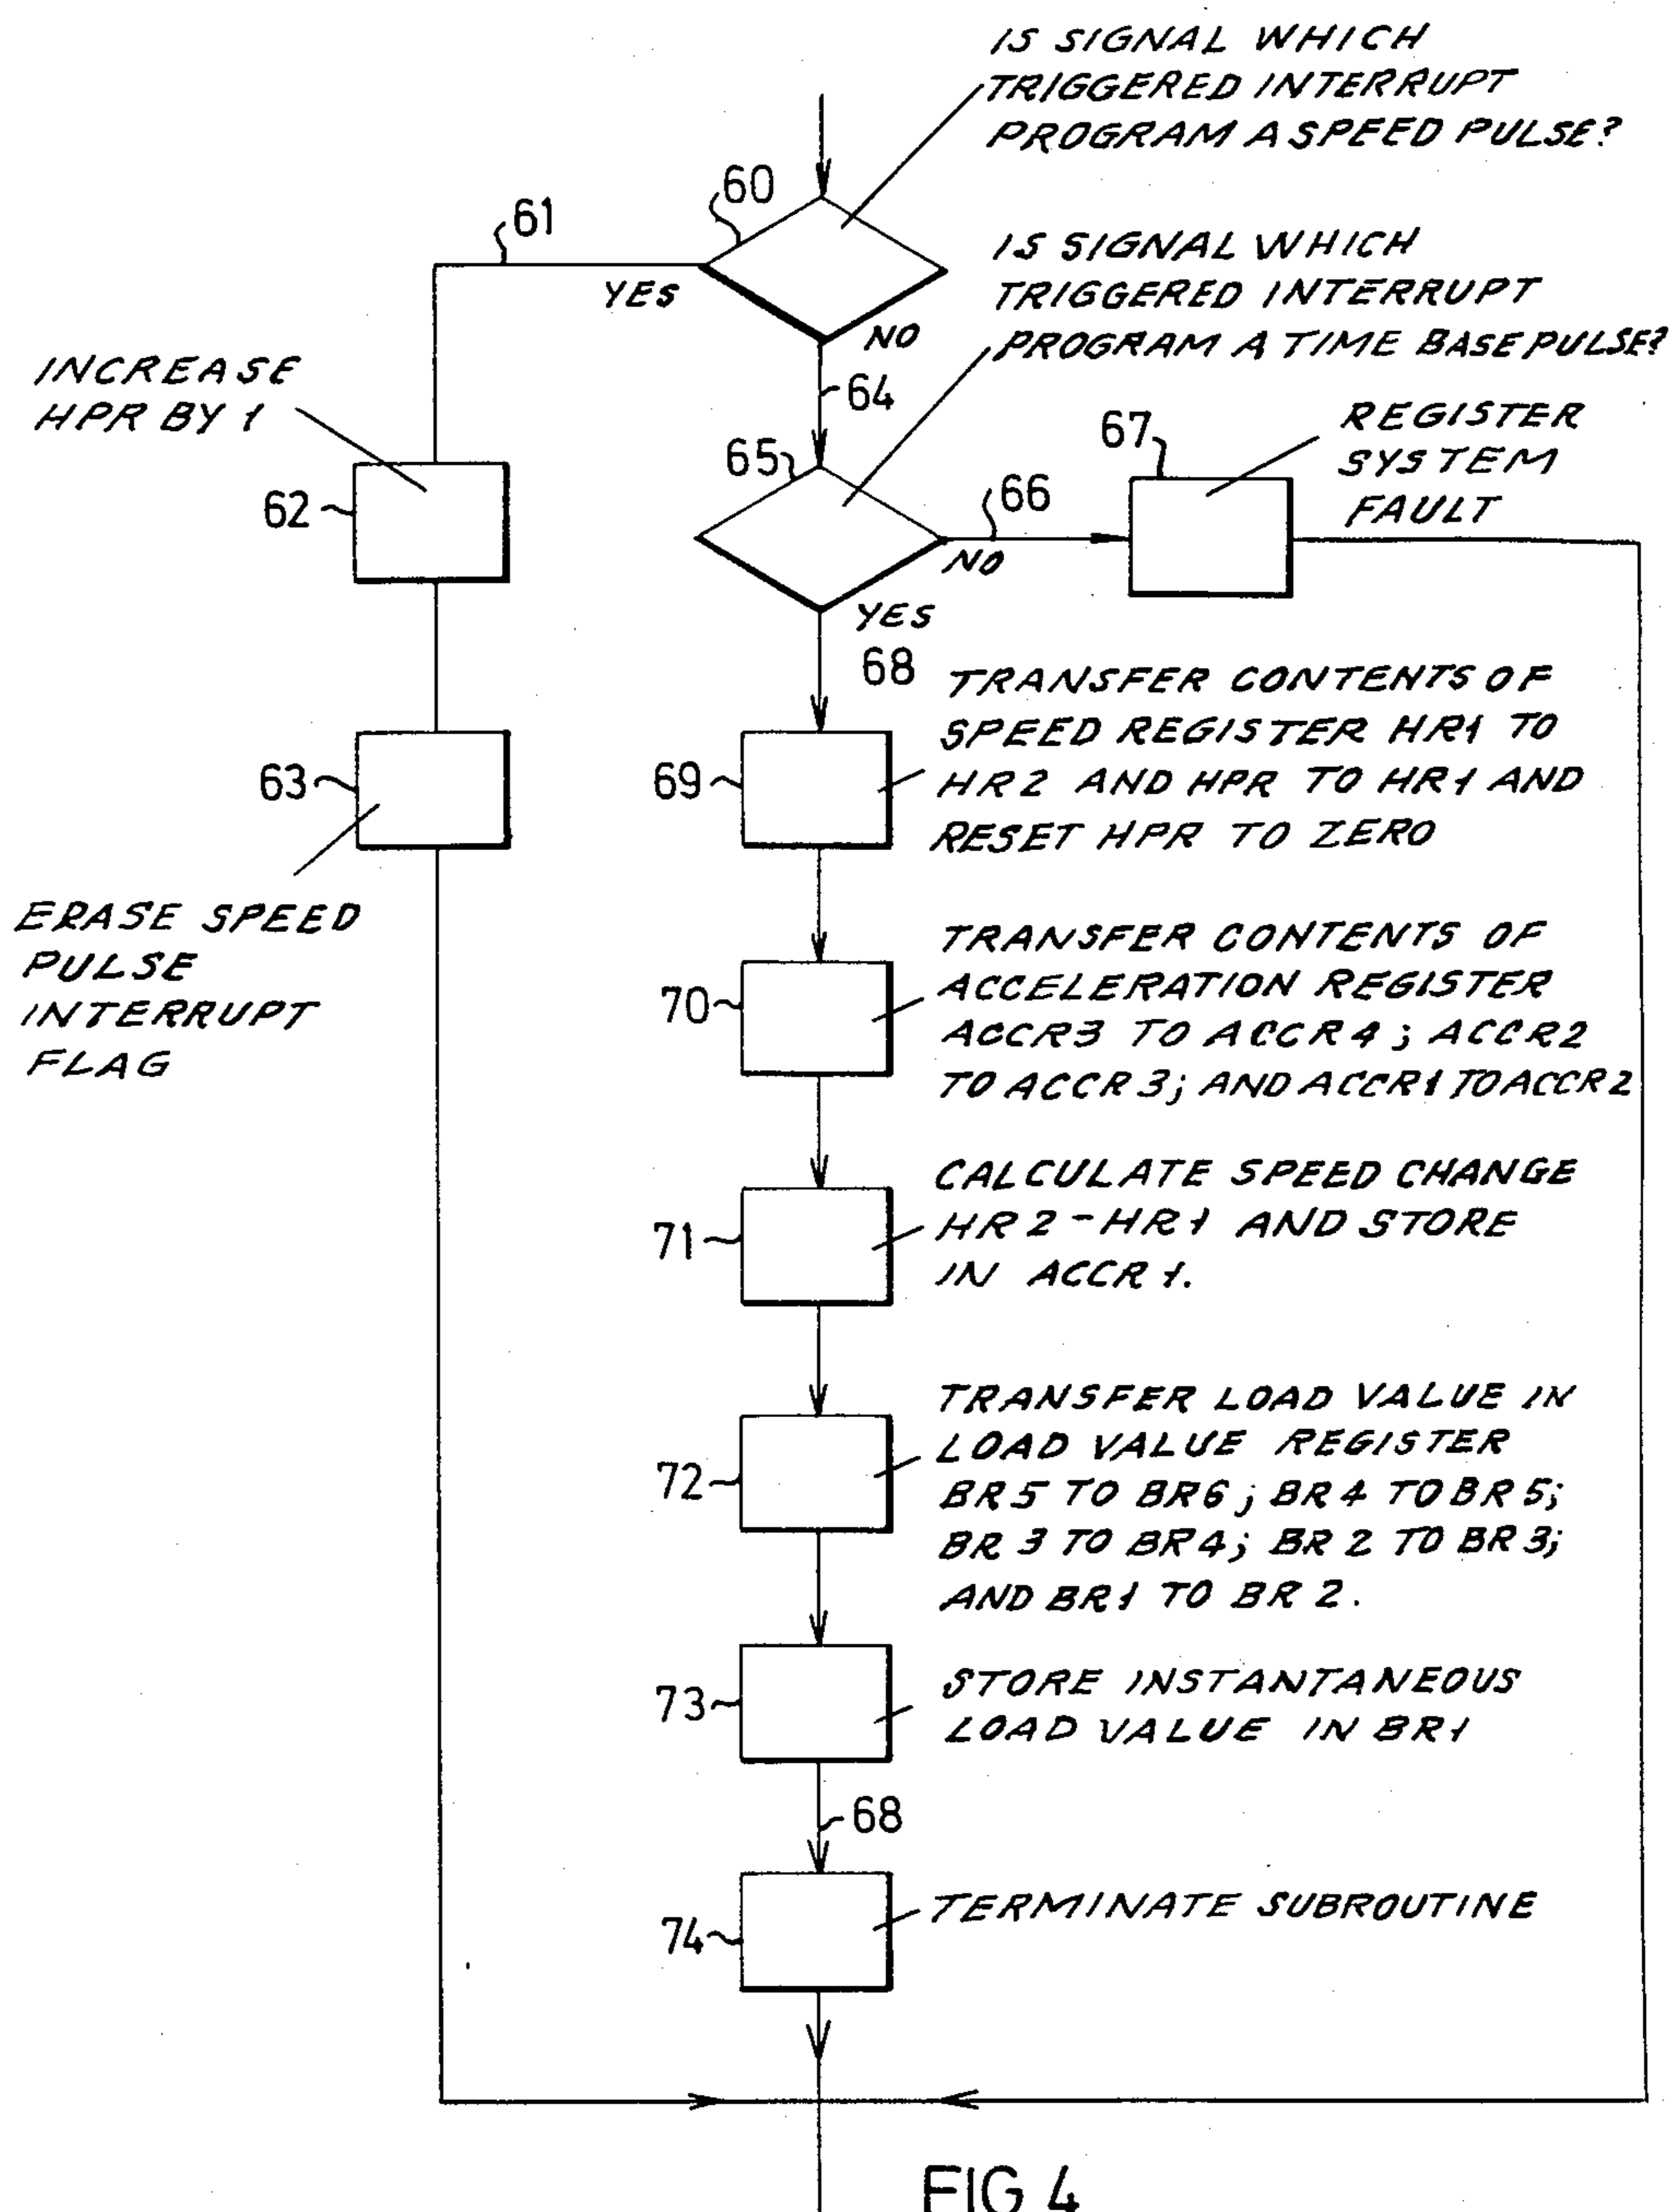 IS SIGNAL WHICH
TRIGGERED INTERRUPT
PROGRAM A SPEED PULSE?
60
61
YES
NO
IS SIGNAL WHICH
TRIGGERED INTERRUPT
PROGRAM A TIME BASE PULSE?
INCREASE
HPR BY 1
64
62
65
66
NO
67
REGISTER
SYSTEM
FAULT
YES
68
63
ERASE SPEED
PULSE
INTERRUPT
FLAG
69
TRANSFER CONTENTS OF
SPEED REGISTER HR1 TO
HR2 AND HPR TO HR1 AND
RESET HPR TO ZERO
70
TRANSFER CONTENTS OF
ACCELERATION REGISTER
ACCR3 TO ACCR4; ACCR2
TO ACCR3; AND ACCR1 TO ACCR2
71
CALCULATE SPEED CHANGE
HR2-HR1 AND STORE
IN ACCR1.
72
TRANSFER LOAD VALUE IN
LOAD VALUE REGISTER
BR5 TO BR6; BR4 TO BR5;
BR3 TO BR4; BR2 TO BR3;
AND BR1 TO BR2.
73
STORE INSTANTANEOUS
LOAD VALUE IN BR1
68
74
TERMINATE SUBROUTINE
FIG 4